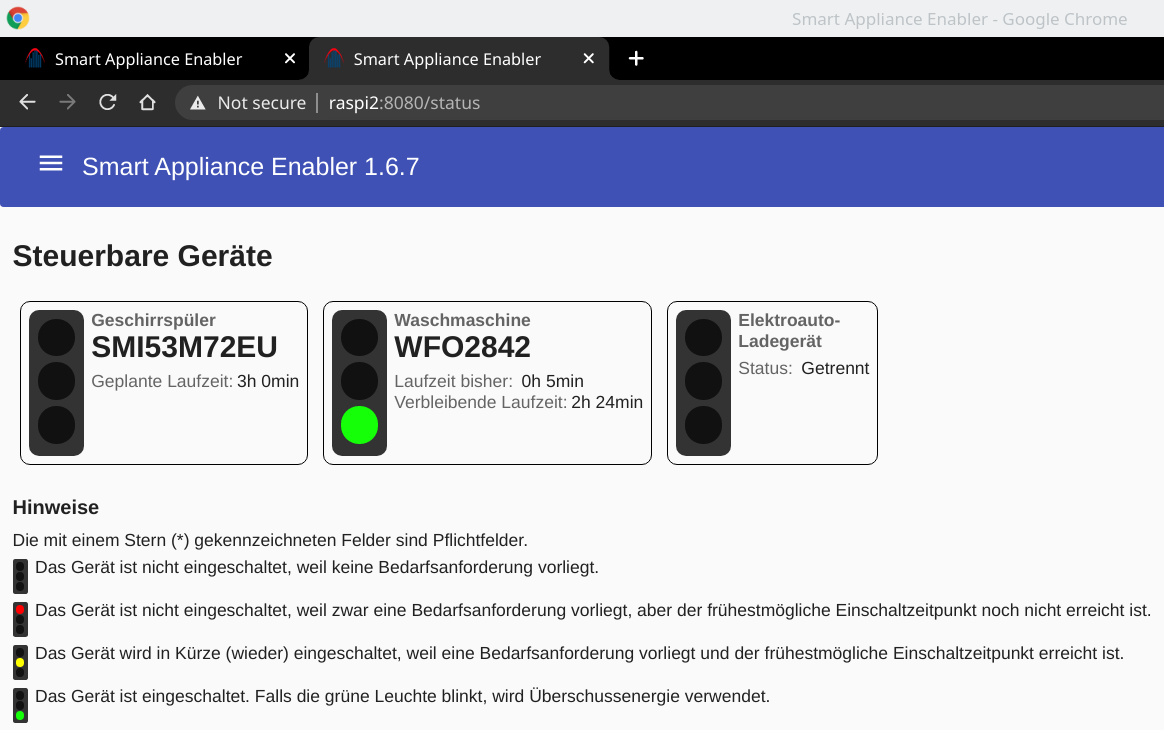 Smart Appliance Enabler - Google Chrome
Smart Appliance Enabler
Smart Appliance Enabler
Not secure
raspi2:8080/status
Smart Appliance Enabler 1.6.7
Steuerbare Geräte
Geschirrspüler
SMI53M72EU
Geplante Laufzeit: 3h 0min
Waschmaschine
WFO2842
Laufzeit bisher: 0h 5min
Verbleibende Laufzeit: 2h 24min
Elektroauto-
Ladegerät
Status: Getrennt
Hinweise
Die mit einem Stern (*) gekennzeichneten Felder sind Pflichtfelder.
Das Gerät ist nicht eingeschaltet, weil keine Bedarfsanforderung vorliegt.
Das Gerät ist nicht eingeschaltet, weil zwar eine Bedarfsanforderung vorliegt, aber der frühestmögliche Einschaltzeitpunkt noch nicht erreicht ist.
Das Gerät wird in Kürze (wieder) eingeschaltet, weil eine Bedarfsanforderung vorliegt und der frühestmögliche Einschaltzeitpunkt erreicht ist.
Das Gerät ist eingeschaltet. Falls die grüne Leuchte blinkt, wird Überschussenergie verwendet.